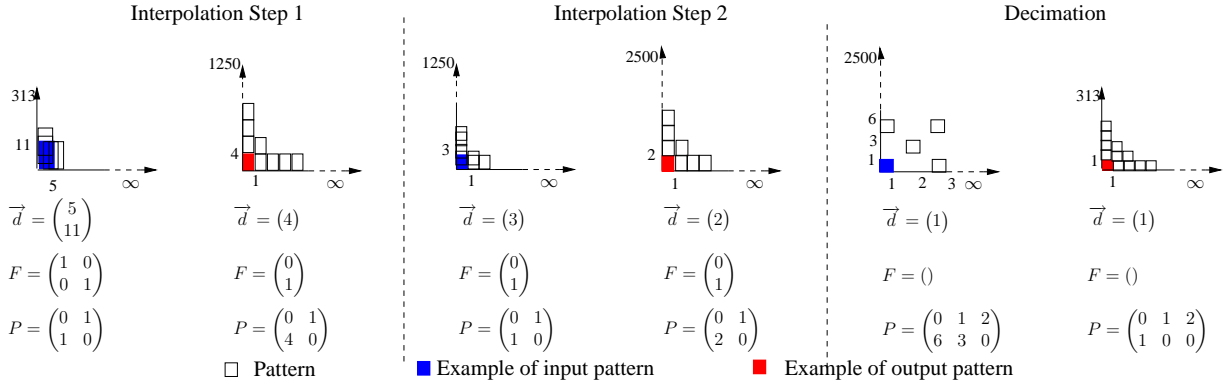 Interpolation Step 1 Interpolation Step 2 Decimation
313 11 5 ∞
1250 4 1 ∞
1250 3 1 ∞
2500 2 1 ∞
2500 6 3 1 1 2 3 ∞
313 1 1 ∞
d = (5 11) d = (4) d = (3) d = (2) d = (1) d = (1)
F = (1 0 0 1) F = (0 1) F = (0 1) F = (0 1) F = () F = ()
P = (0 1 1 0) P = (0 1 4 0) P = (0 1 1 0) P = (0 1 2 0) P = (0 1 2 6 3 0) P = (0 1 2 1 0 0)
Pattern Example of input pattern Example of output pattern